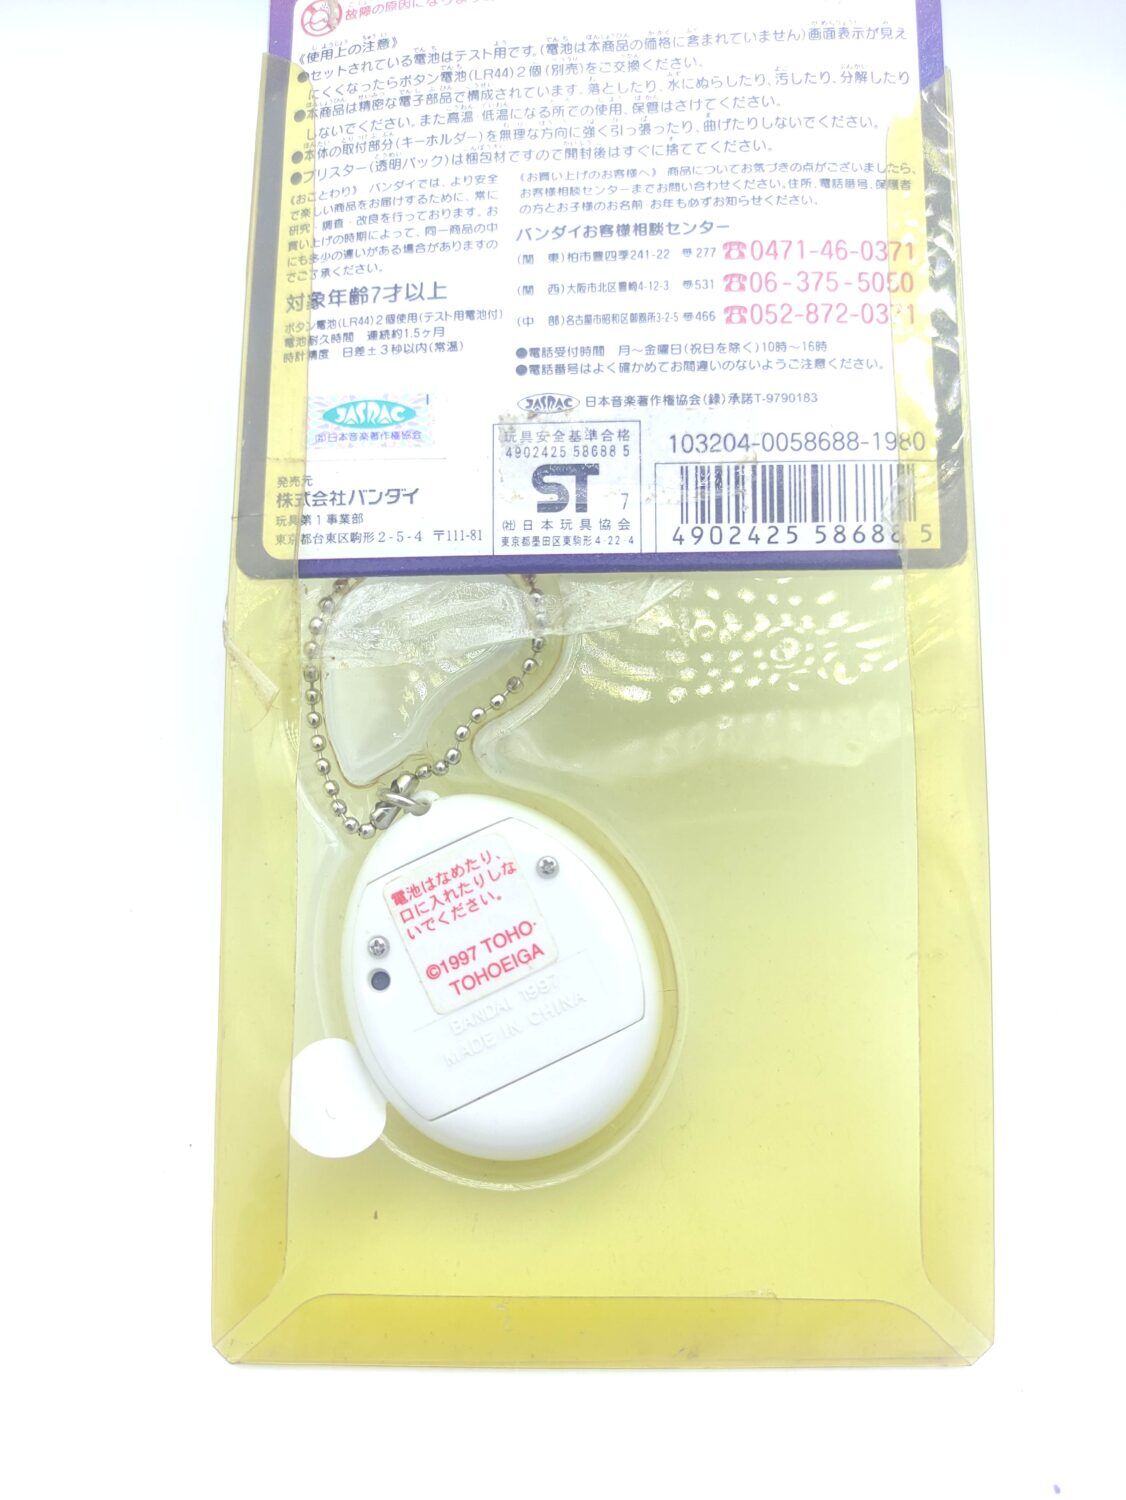 故障の原因になります
《使用上の注意》
●セットされている電池はテスト用です。(電池は本商品の価格に含まれていません)画面表示が見え
にくくなったらボタン電池(LR44)2個(別売)をご交換ください。
●本商品は精密な電子部品で構成されています。落としたり、水にぬらしたり、汚したり、分解したり
しないでください。また高温・低温になる所での使用、保管はさけてください。
●本体の取付部分(キーホルダー)を無理な方向に強く引っ張ったり、曲げたりしないでください。
●ブリスター(透明パック)は梱包材ですので開封後はすぐに捨ててください。
《おことわり》 バンダイでは、より安全
で楽しい商品をお届けするために、常に
研究・調査・改良を行っております。お
買い上げの時期によって、同一商品の中
にも多少の違いがある場合がありますの
でご了承ください。
対象年齢7才以上
ボタン電池(LR44)2個使用(テスト用電池付)
電池耐久時間 連続約1.5ヶ月
時計精度 日差±3秒以内(常温)
《お買い上げのお客様へ》 商品についてお気づきの点がございましたら、
お客様相談センターまでお問い合わせください。住所、電話番号、保護者
の方とお子様のお名前・お年も必ずお知らせください。
バンダイお客様相談センター
(関 東)柏市豊四季241-22 〒277 ☎0471-46-0371
(関 西)大阪市北区豊崎4-12-3 〒531 ☎06-375-5050
(中 部)名古屋市昭和区御器所3-2-5 〒466 ☎052-872-0371
●電話受付時間 月〜金曜日(祝日を除く)10時〜16時
●電話番号はよく確かめてお間違いのないようご注意ください。
JASRAC 日本音楽著作権協会(録)承諾T-9790183
JASRAC
㈳日本音楽著作権協会
発売元
株式会社バンダイ
玩具第1事業部
東京都台東区駒形2-5-4 〒111-81
玩具安全基準合格
4902425 58688 5
ST
7
㈳日本玩具協会
東京都墨田区東駒形4-22-4
103204-0058688-1980
4902425 586885
電池はなめたり、
口に入れたりしな
いでください。
©1997 TOHO・
TOHOEIGA
BANDAI 1997
MADE IN CHINA